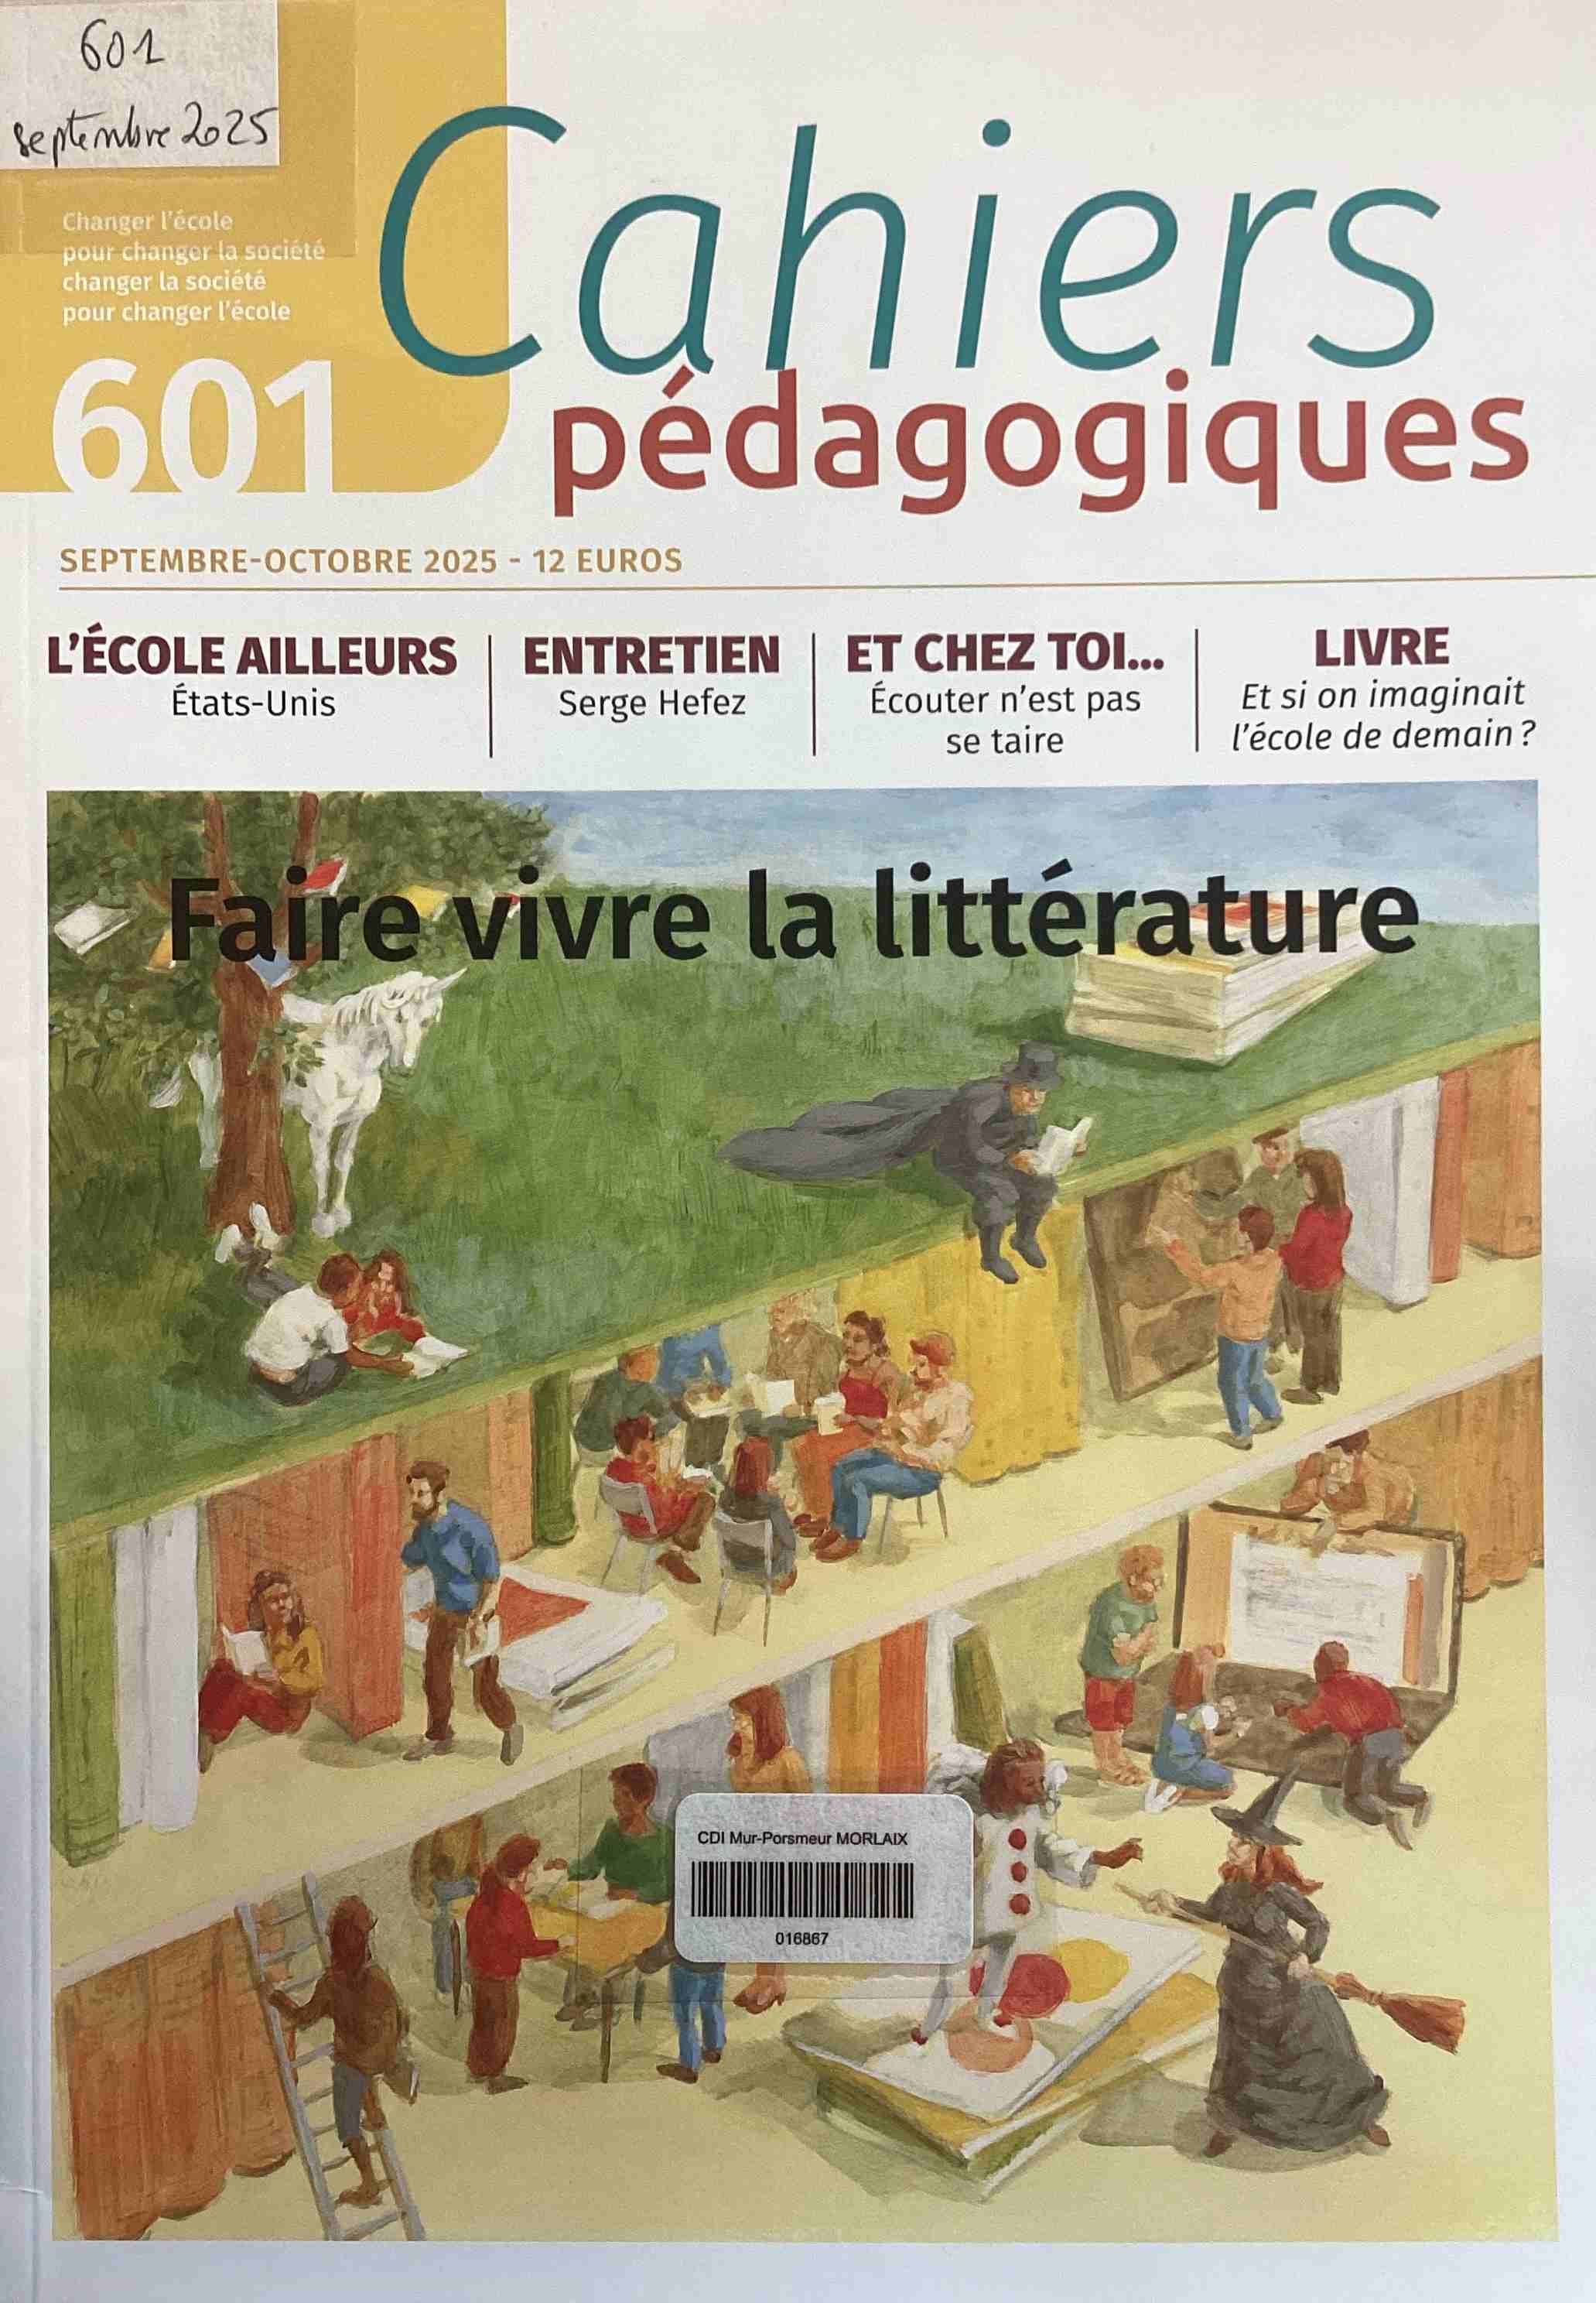 601
septembre 2025
Changer l'école
pour changer la société
changer la société
pour changer l'école
601
Cahiers
pédagogiques
SEPTEMBRE-OCTOBRE 2025 - 12 EUROS
L'ÉCOLE AILLEURS
États-Unis
ENTRETIEN
Serge Hefez
ET CHEZ TOI...
Écouter n'est pas
se taire
LIVRE
Et si on imaginait
l'école de demain ?
Faire vivre la littérature
CDI Mur-Porsmeur MORLAIX
016867